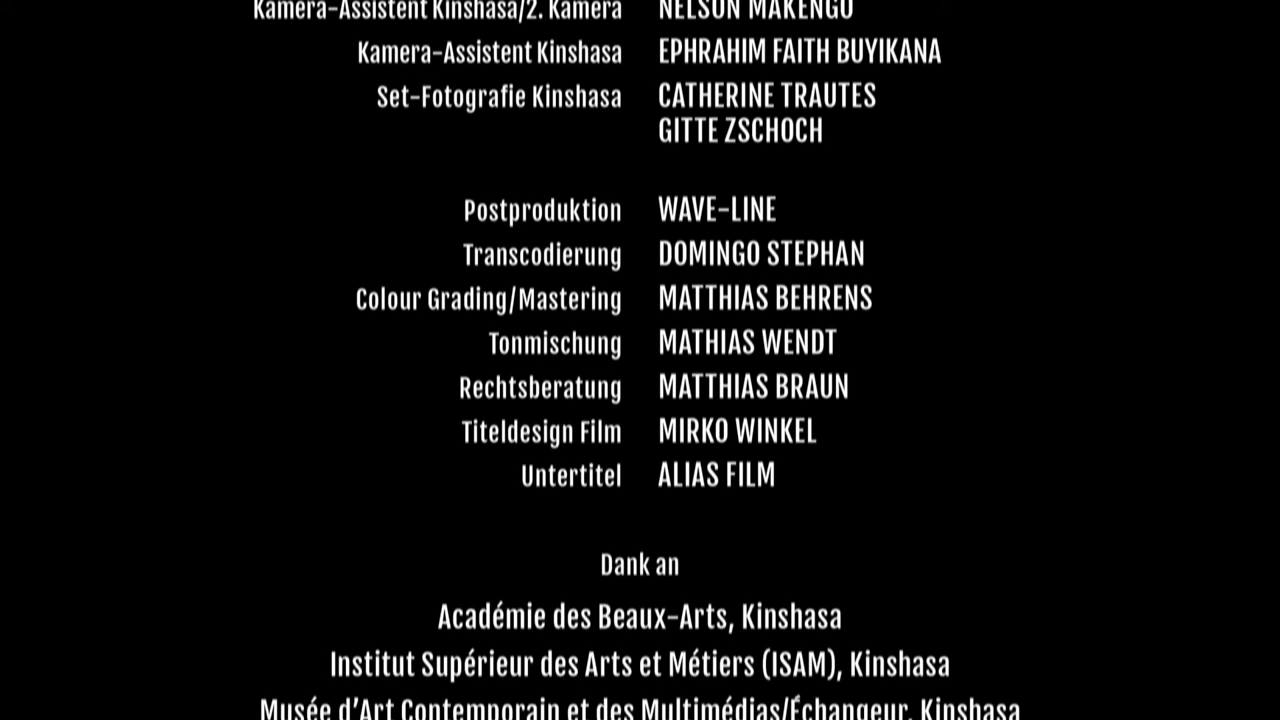 Kamera-Assistent Kinshasa/2. Kamera NELSON MAKENGO
Kamera-Assistent Kinshasa EPHRAHIM FAITH BUYIKANA
Set-Fotografie Kinshasa CATHERINE TRAUTES
GITTE ZSCHOCH
Postproduktion WAVE-LINE
Transcodierung DOMINGO STEPHAN
Colour Grading/Mastering MATTHIAS BEHRENS
Tonmischung MATHIAS WENDT
Rechtsberatung MATTHIAS BRAUN
Titeldesign Film MIRKO WINKEL
Untertitel ALIAS FILM
Dank an
Académie des Beaux-Arts, Kinshasa
Institut Supérieur des Arts et Métiers (ISAM), Kinshasa
Musée d'Art Contemporain et des Multimédias/Échangeur, Kinshasa